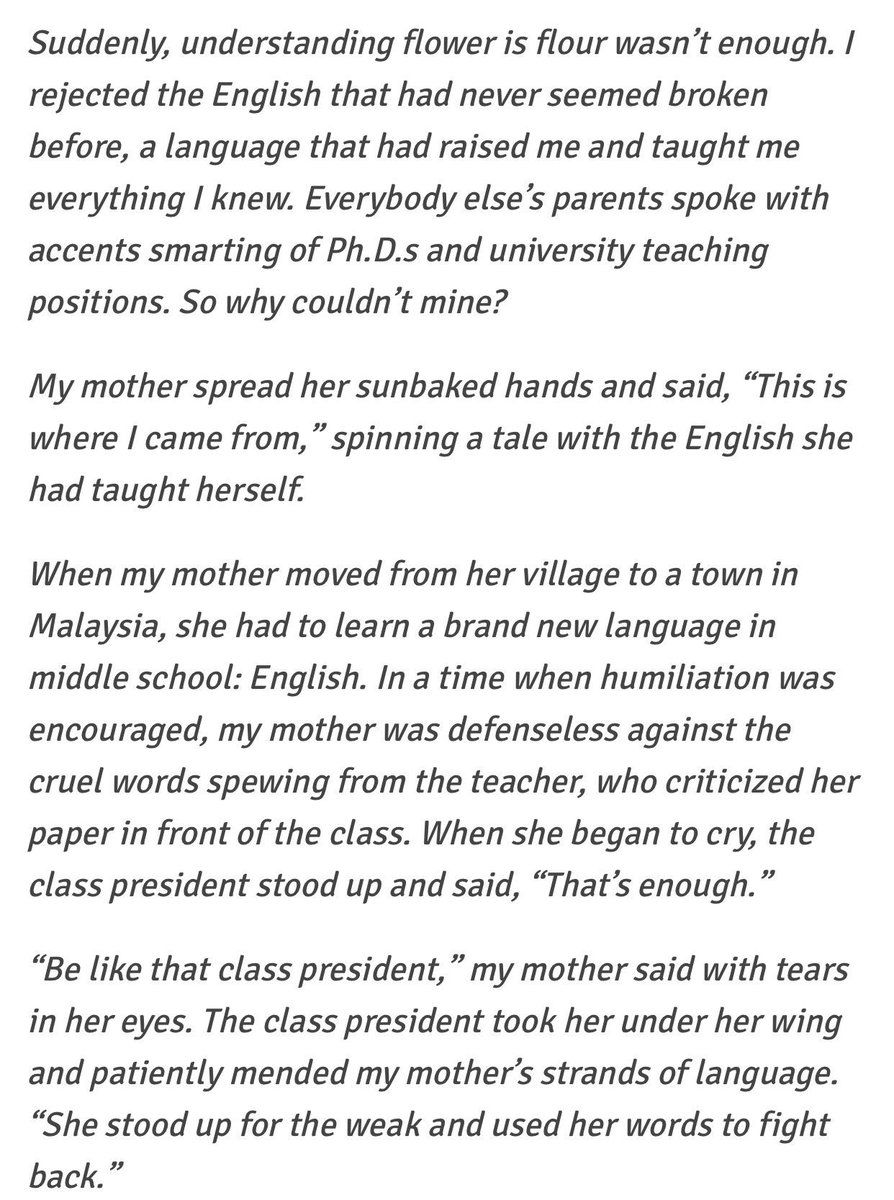 Suddenly, understanding flower is flour wasn’t enough. I
rejected the English that had never seemed broken
before, a language that had raised me and taught me
everything I knew. Everybody else’s parents spoke with
accents smarting of Ph.D.s and university teaching
positions. So why couldn’t mine?
My mother spread her sunbaked hands and said, “This is
where I came from,” spinning a tale with the English she
had taught herself.
When my mother moved from her village to a town in
Malaysia, she had to learn a brand new language in
middle school: English. In a time when humiliation was
encouraged, my mother was defenseless against the
cruel words spewing from the teacher, who criticized her
paper in front of the class. When she began to cry, the
class president stood up and said, “That’s enough.”
“Be like that class president,” my mother said with tears
in her eyes. The class president took her under her wing
and patiently mended my mother’s strands of language.
“She stood up for the weak and used her words to fight
back.”